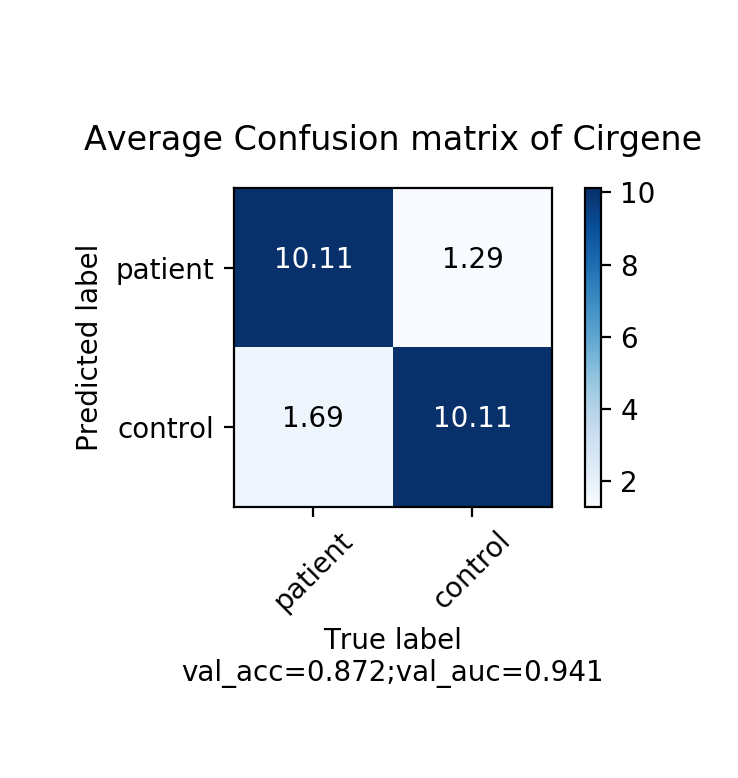 Average Confusion matrix of Cirgene
Predicted label
patient
control
10.11
1.29
1.69
10.11
10
8
6
4
2
patient
control
True label
val_acc=0.872;val_auc=0.941